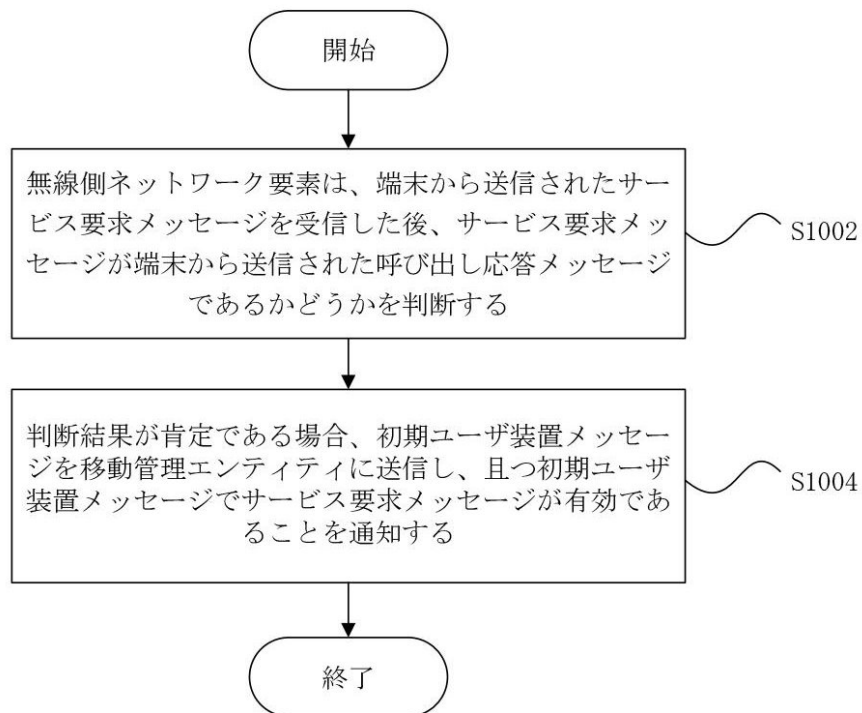 開始
無線側ネットワーク要素は、端末から送信されたサー
ビス要求メッセージを受信した後、サービス要求メッ
セージが端末から送信された呼び出し応答メッセージ
であるかどうかを判断する
S1002
判断結果が肯定である場合、初期ユーザ装置メッセー
ジを移動管理エンティティに送信し、且つ初期ユーザ
装置メッセージでサービス要求メッセージが有効であ
ることを通知する
S1004
終了